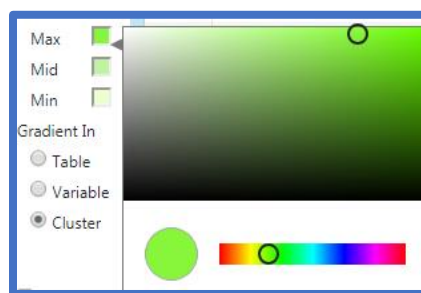 Max
Mid
Min
Gradient In
Table
Variable
Cluster